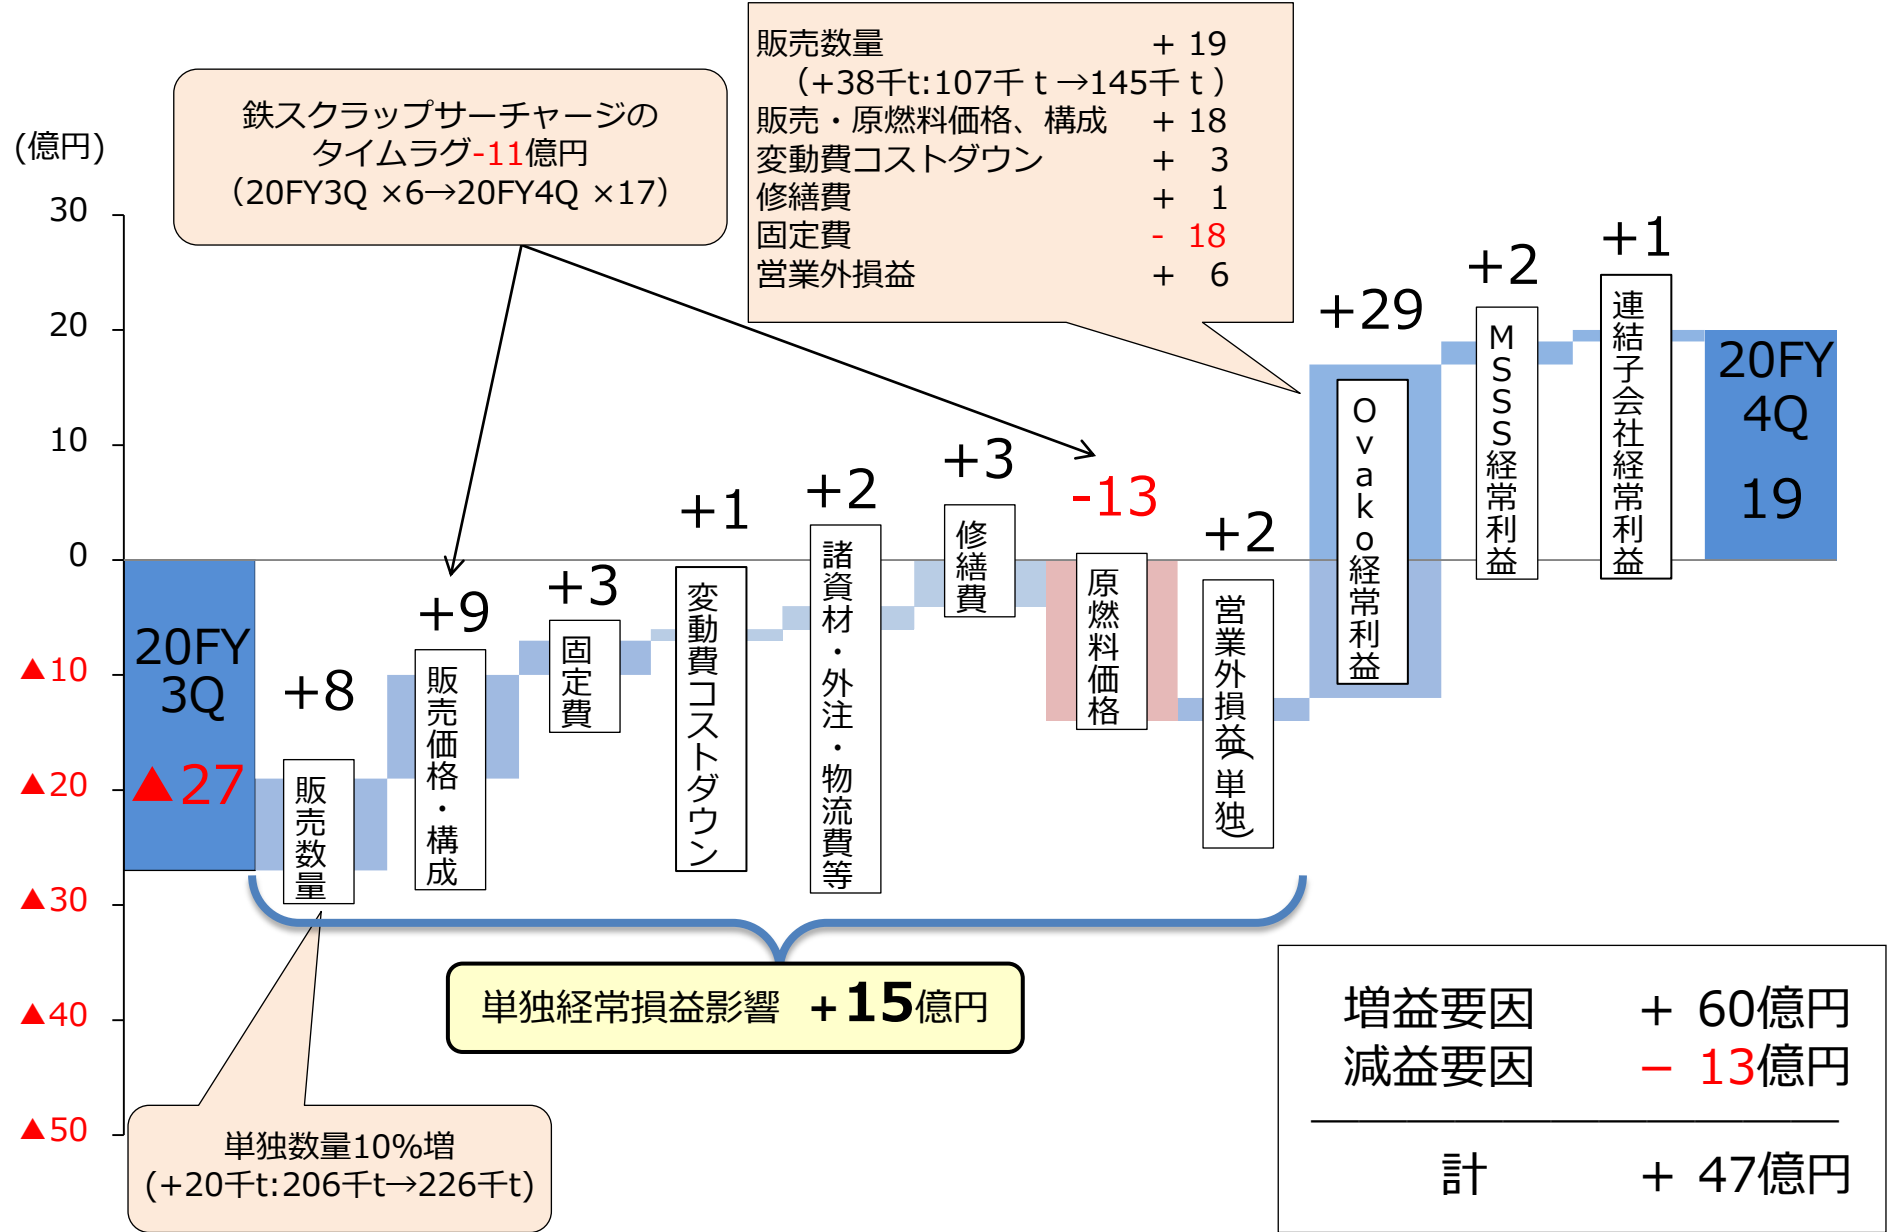 (億円)
30
20
10
0
▲10
▲20
▲30
▲40
▲50
鉄スクラップサーチャージの
タイムラグ-11億円
（20FY3Q ×6→20FY4Q ×17）
販売数量 + 19
（+38千t:107千ｔ→145千ｔ）
販売・原燃料価格、構成 + 18
変動費コストダウン + 3
修繕費 + 1
固定費 - 18
営業外損益 + 6
20FY
3Q
▲27
+8
販売数量
+9
販売価格・構成
+3
固定費
+1
変動費コストダウン
+2
諸資材・外注・物流費等
+3
修繕費
-13
原燃料価格
+2
営業外損益(単独)
+29
Ovako経常利益
+2
MSSS経常利益
+1
連結子会社経常利益
20FY
4Q
19
単独経常損益影響 +15億円
単独数量10%増
(+20千t:206千t→226千t)
増益要因 + 60億円
減益要因 − 13億円
計 + 47億円